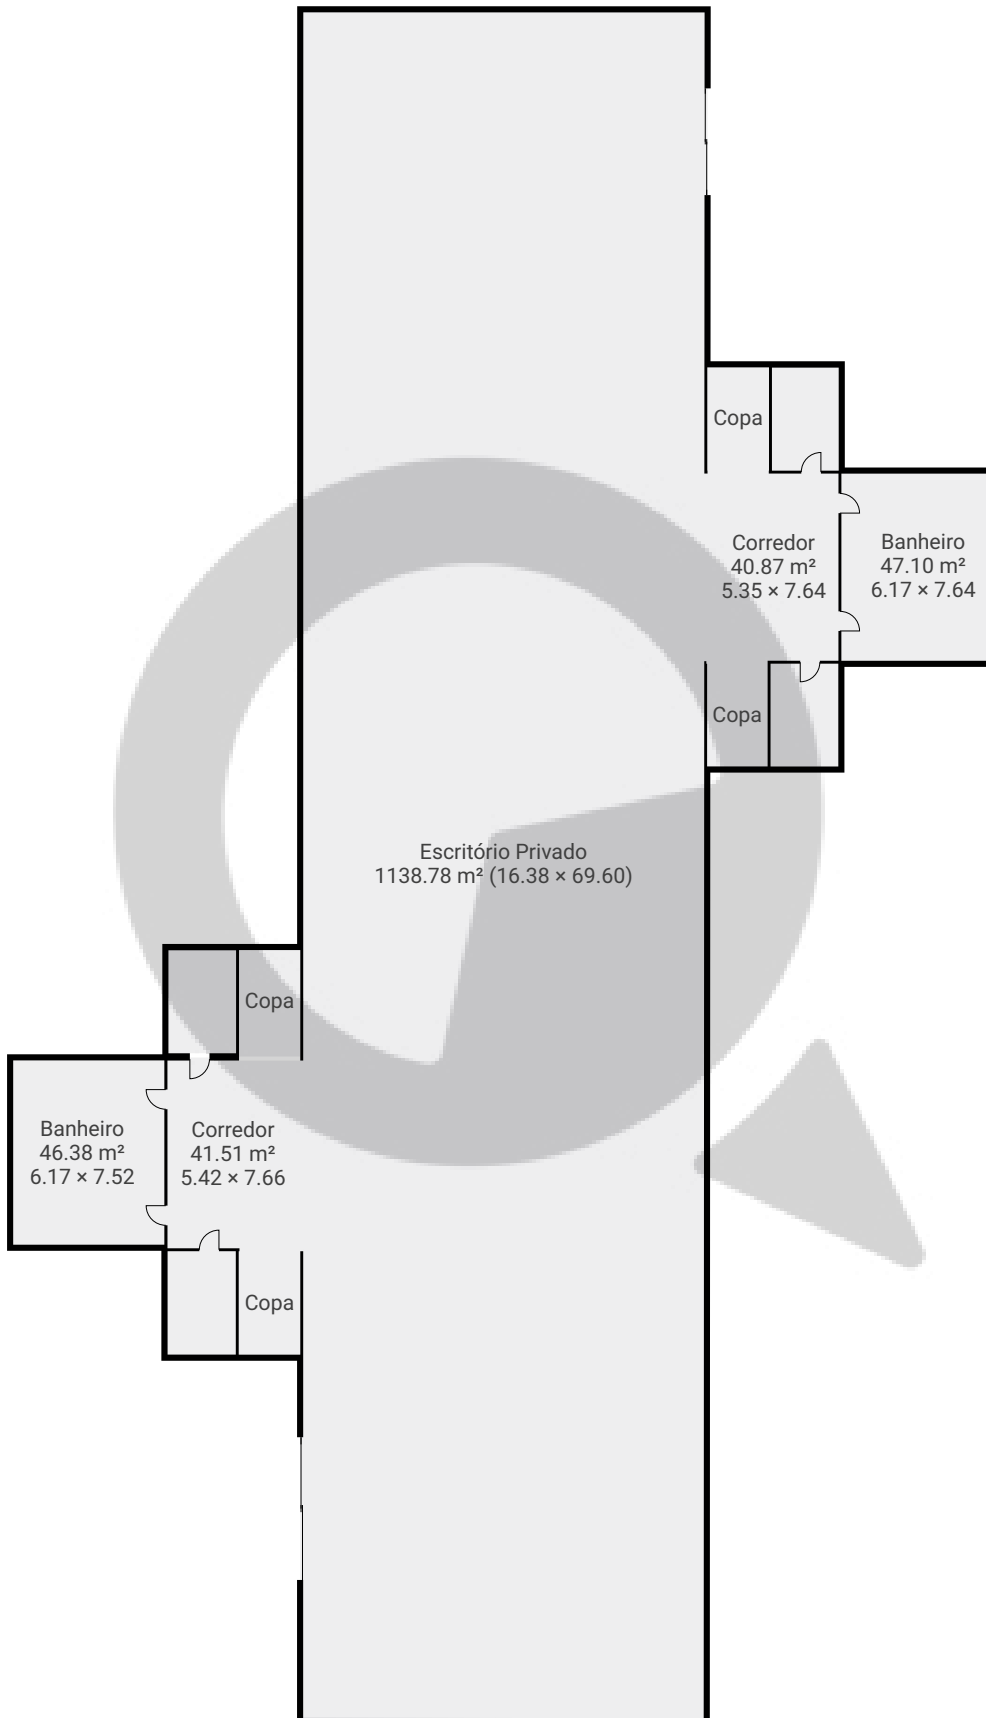 Copa
Corredor
40.87 m²
5.35 × 7.64
Banheiro
47.10 m²
6.17 × 7.64
Copa
Escritório Privado
1138.78 m² (16.38 × 69.60)
Copa
Banheiro
46.38 m²
6.17 × 7.52
Corredor
41.51 m²
5.42 × 7.66
Copa